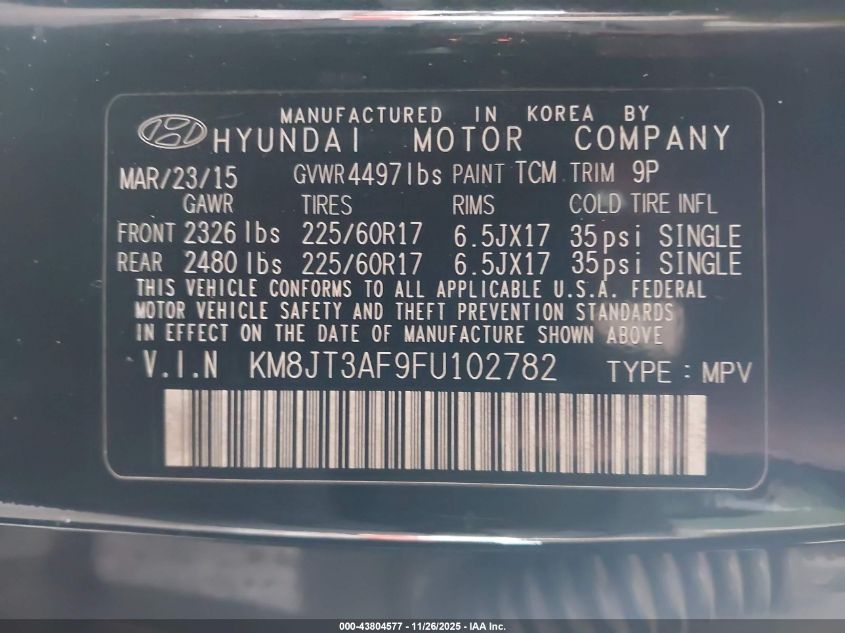 MANUFACTURED IN KOREA BY
HYUNDAI MOTOR COMPANY
MAR/23/15 GVWR 4497lbs PAINT TCM TRIM 9P
GAWR TIRES RIMS COLD TIRE INFL
FRONT 2326 lbs 225/60R17 6.5JX17 35psi SINGLE
REAR 2480 lbs 225/60R17 6.5JX17 35psi SINGLE
THIS VEHICLE CONFORMS TO ALL APPLICABLE U.S.A. FEDERAL
MOTOR VEHICLE SAFETY AND THEFT PREVENTION STANDARDS
IN EFFECT ON THE DATE OF MANUFACTURE SHOWN ABOVE
V.I.N KM8JT3AF9FU102782 TYPE : MPV
000-43804577 - 11/26/2025 - IAA Inc.